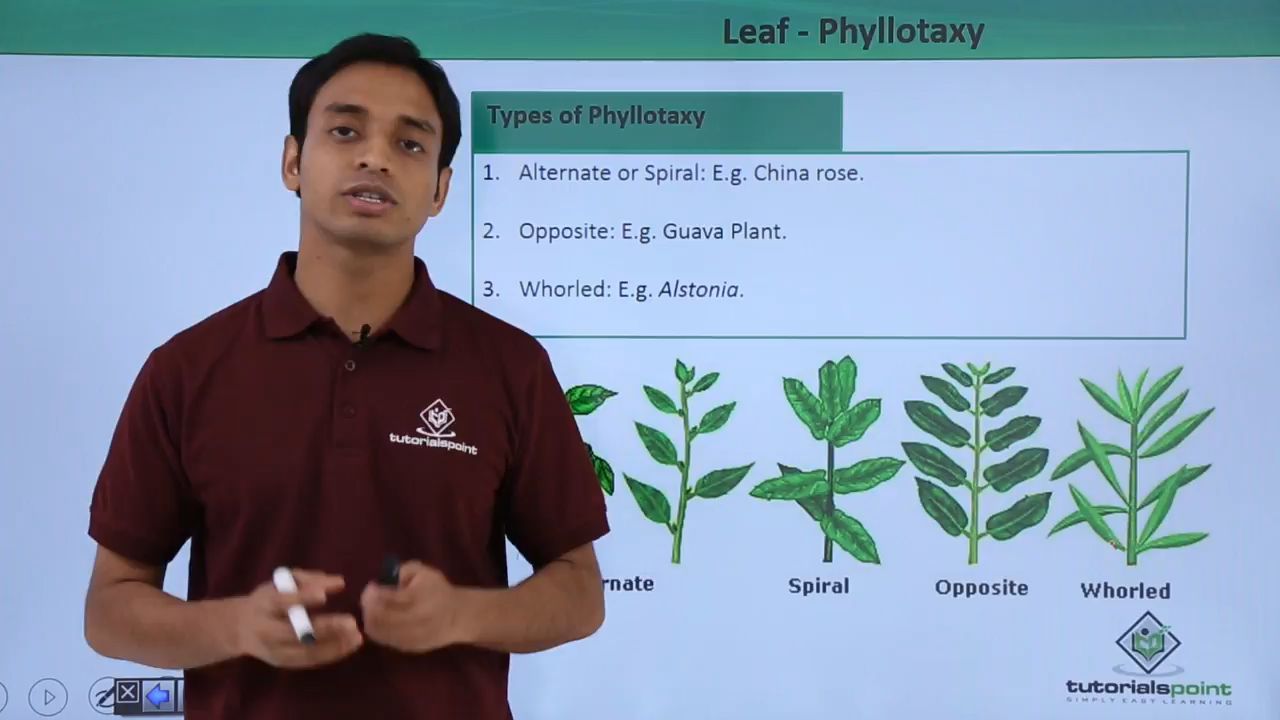 Leaf - Phyllotaxy
Types of Phyllotaxy
1. Alternate or Spiral: E.g. China rose.
2. Opposite: E.g. Guava Plant.
3. Whorled: E.g. Alstonia.
tutorialspoint
rnate Spiral Opposite Whorled
tutorialspoint
SIMPLY EASY LEARNING